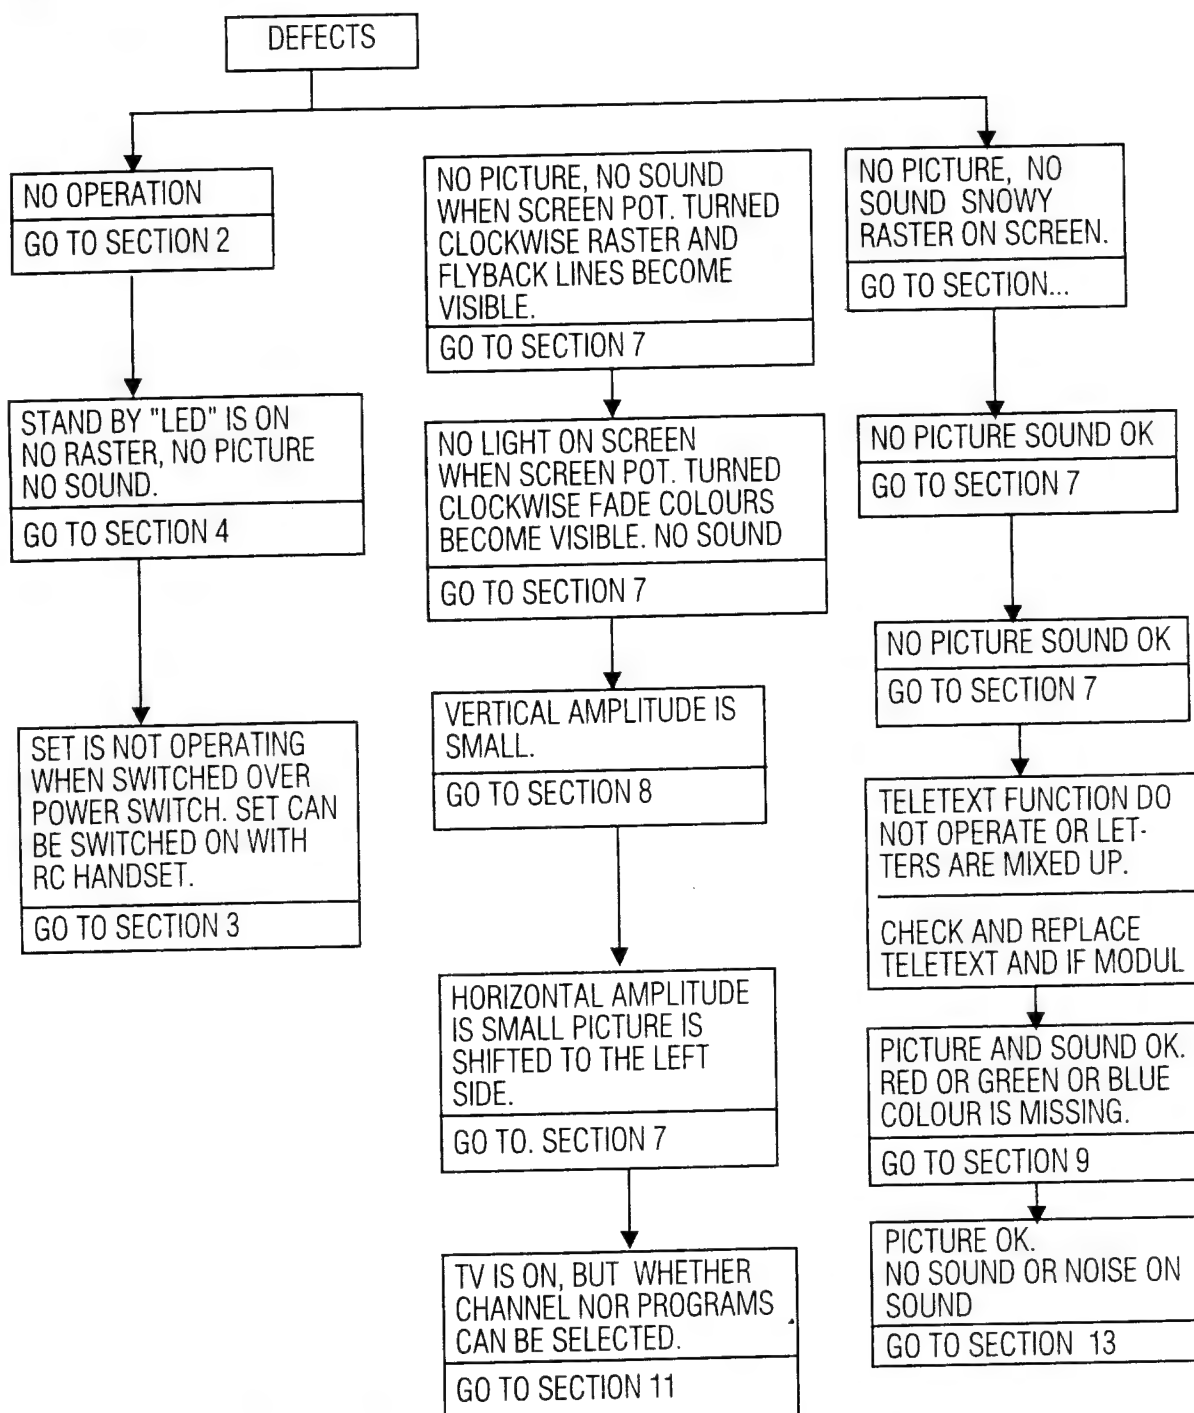 DEFECTS
NO OPERATION
GO TO SECTION 2
STAND BY "LED" IS ON
NO RASTER, NO PICTURE
NO SOUND.
GO TO SECTION 4
SET IS NOT OPERATING
WHEN SWITCHED OVER
POWER SWITCH. SET CAN
BE SWITCHED ON WITH
RC HANDSET.
GO TO SECTION 3
NO PICTURE, NO SOUND
WHEN SCREEN POT. TURNED
CLOCKWISE RASTER AND
FLYBACK LINES BECOME
VISIBLE.
GO TO SECTION 7
NO LIGHT ON SCREEN
WHEN SCREEN POT. TURNED
CLOCKWISE FADE COLOURS
BECOME VISIBLE. NO SOUND
GO TO SECTION 7
VERTICAL AMPLITUDE IS
SMALL.
GO TO SECTION 8
HORIZONTAL AMPLITUDE
IS SMALL PICTURE IS
SHIFTED TO THE LEFT
SIDE.
GO TO. SECTION 7
TV IS ON, BUT WHETHER
CHANNEL NOR PROGRAMS
CAN BE SELECTED.
GO TO SECTION 11
NO PICTURE, NO
SOUND SNOWY
RASTER ON SCREEN.
GO TO SECTION...
NO PICTURE SOUND OK
GO TO SECTION 7
NO PICTURE SOUND OK
GO TO SECTION 7
TELETEXT FUNCTION DO
NOT OPERATE OR LET-
TERS ARE MIXED UP.
CHECK AND REPLACE
TELETEXT AND IF MODUL
PICTURE AND SOUND OK.
RED OR GREEN OR BLUE
COLOUR IS MISSING.
GO TO SECTION 9
PICTURE OK.
NO SOUND OR NOISE ON
SOUND
GO TO SECTION 13